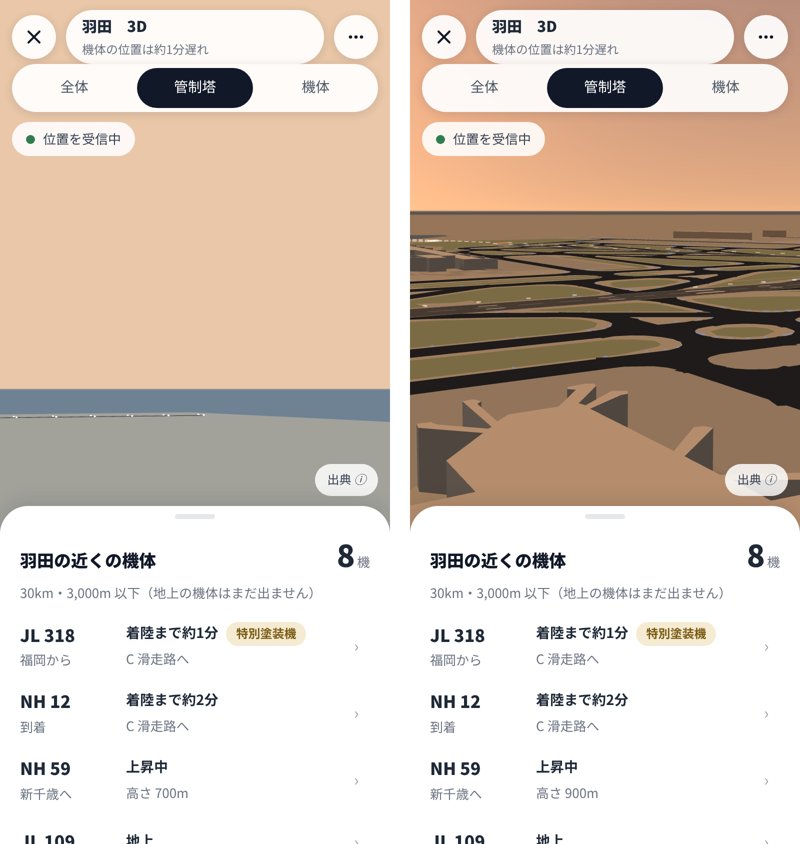 羽田 3D
機体の位置は約1分遅れ
全体
管制塔
機体
位置を受信中
出典 ⓘ
羽田の近くの機体
8機
30km・3,000m 以下（地上の機体はまだ出ません）
JL 318
着陸まで約1分
特別塗装機
福岡から
C 滑走路へ
NH 12
着陸まで約2分
到着
C 滑走路へ
NH 59
上昇中
新千歳へ
高さ 700m
JL 109
地上
羽田 3D
機体の位置は約1分遅れ
全体
管制塔
機体
位置を受信中
出典 ⓘ
羽田の近くの機体
8機
30km・3,000m 以下（地上の機体はまだ出ません）
JL 318
着陸まで約1分
特別塗装機
福岡から
C 滑走路へ
NH 12
着陸まで約2分
到着
C 滑走路へ
NH 59
上昇中
新千歳へ
高さ 900m
JL 109
地上